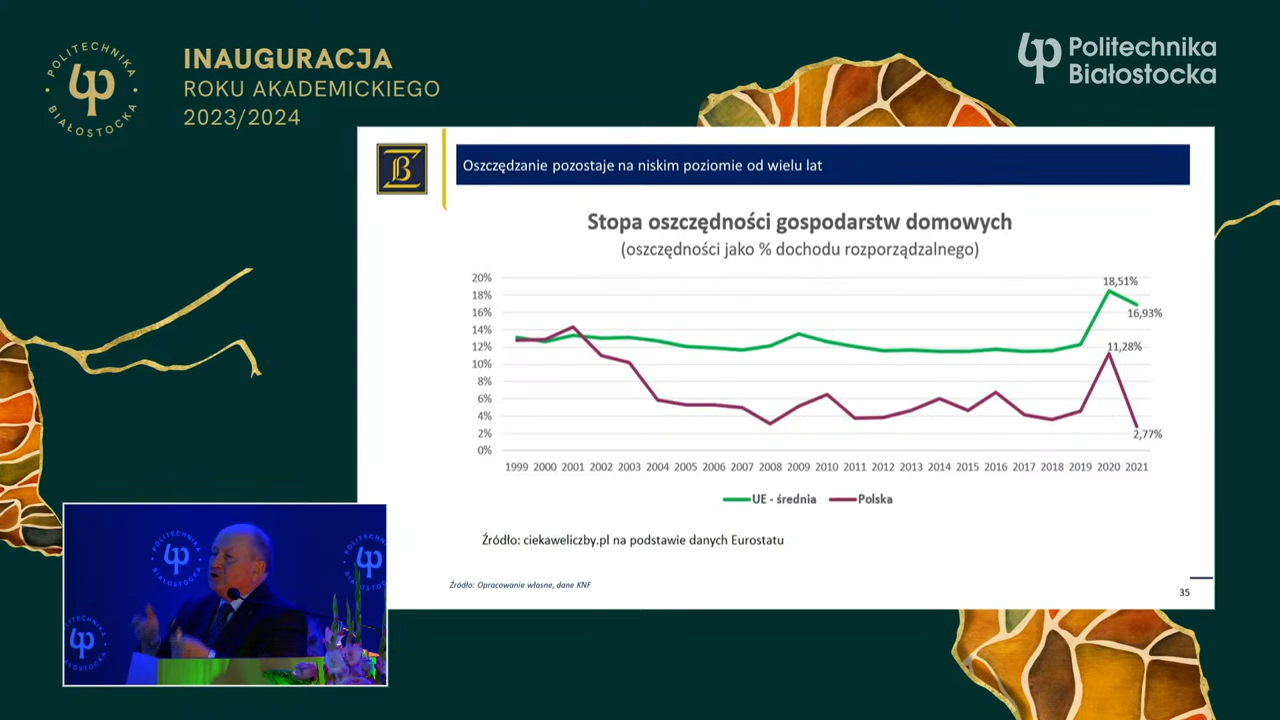 POLITECHNIKA
BIAŁOSTOCKA
INAUGURACJA
ROKU AKADEMICKIEGO
2023/2024
Politechnika
Białostocka
Oszczędzanie pozostaje na niskim poziomie od wielu lat
Stopa oszczędności gospodarstw domowych
(oszczędności jako % dochodu rozporządzalnego)
20%
18%
16%
14%
12%
10%
8%
6%
4%
2%
0%
18,51%
16,93%
11,28%
2,77%
1999 2000 2001 2002 2003 2004 2005 2006 2007 2008 2009 2010 2011 2012 2013 2014 2015 2016 2017 2018 2019 2020 2021
UE - średnia Polska
Źródło: ciekaweliczby.pl na podstawie danych Eurostatu
Źródło: Opracowanie własne, dane KNF
35
POLITECHNIKA
BIAŁOSTOCKA